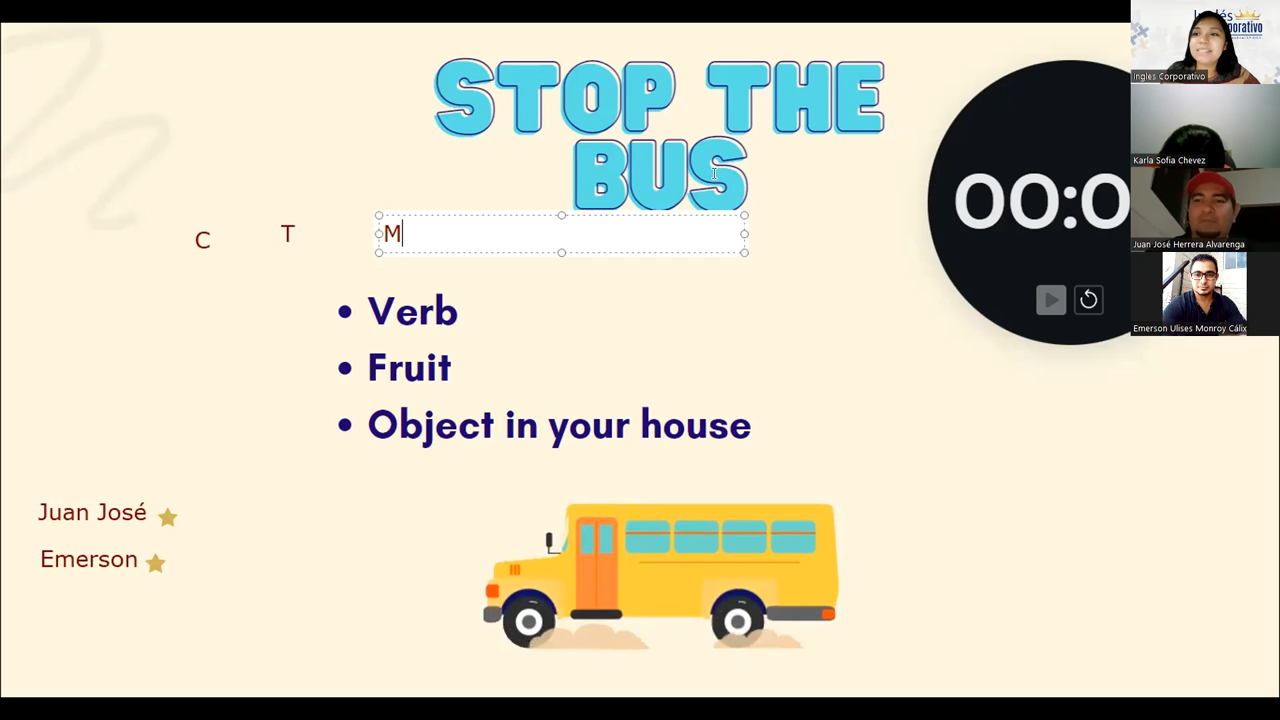 STOP THE
BUS
C
T
M
• Verb
• Fruit
• Object in your house
Juan José
Emerson
00:0
Ingles Corporativo
Karla Sofia Chevez
Juan José Herrera Alvarenga
Emerson Ulises Monroy Cálix